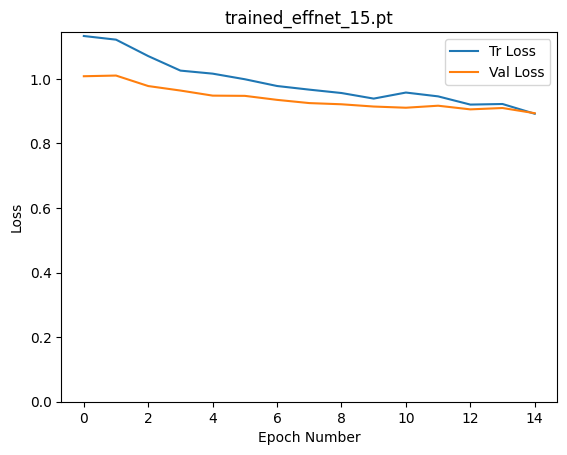 trained_effnet_15.pt
Tr Loss
Val Loss
1.0
0.8
0.6
0.4
0.2
0.0
Loss
0 2 4 6 8 10 12 14
Epoch Number